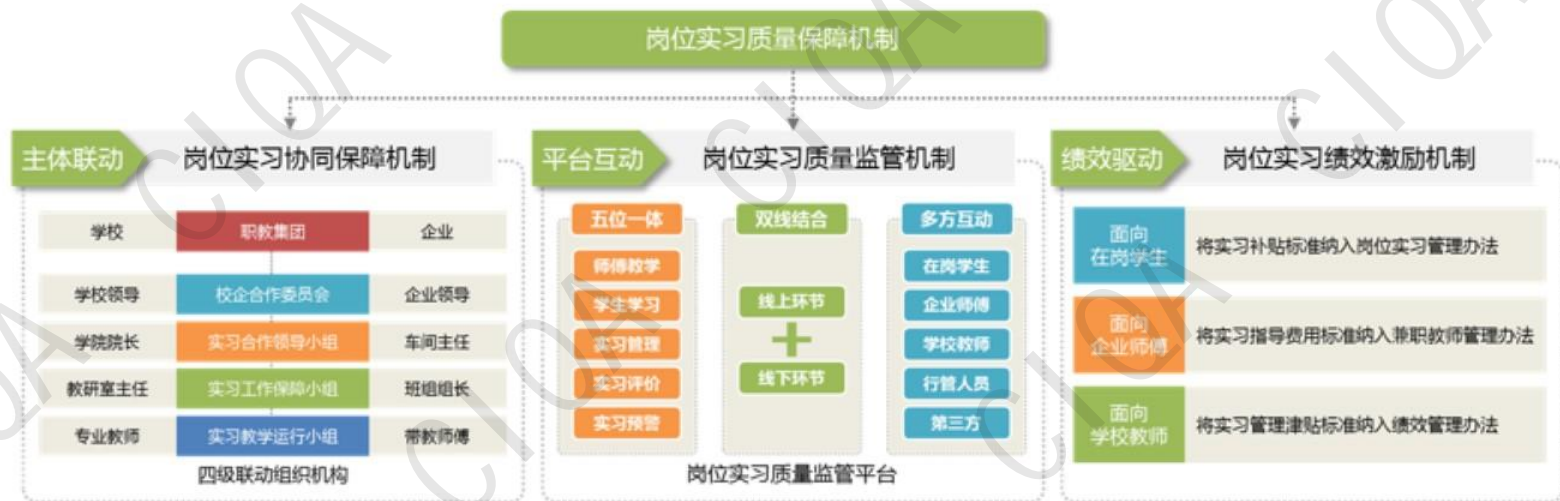 岗位实习质量保障机制
主体联动
岗位实习协同保障机制
学校
职教集团
企业
学校领导
校企合作委员会
企业领导
学院院长
实习合作领导小组
车间主任
教研室主任
实习工作保障小组
班组组长
专业教师
实习教学运行小组
带教师傅
四级联动组织机构
平台互动
岗位实习质量监管机制
五位一体
师傅教学
学生学习
实习管理
实习评价
实习预警
双线结合
线上环节
线下环节
多方互动
在岗学生
企业师傅
学校教师
行管人员
第三方
岗位实习质量监管平台
绩效驱动
岗位实习绩效激励机制
面向
在岗学生
将实习补贴标准纳入岗位实习管理办法
面向
企业师傅
将实习指导费用标准纳入兼职教师管理办法
面向
学校教师
将实习管理津贴标准纳入绩效管理办法
CIQA
CIQA
CIQA
CIQA
CIQA
CIQA